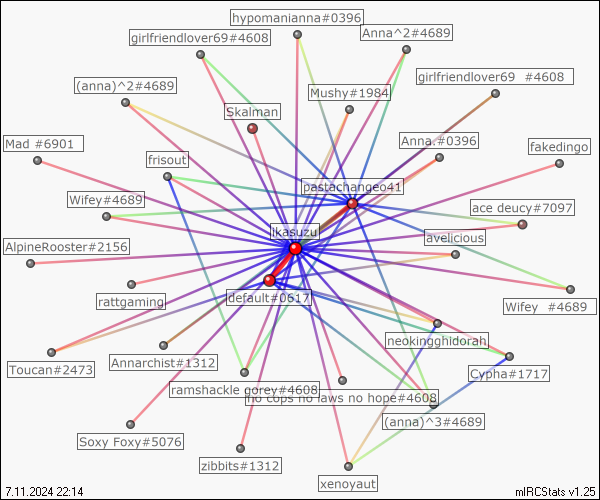 hypomanianna#0396
girlfriendlover69#4608
Anna^2#4689
girlfriendlover69 #4608
(anna)^2#4689
Mushy#1984
Skalman
Mad #6901
Anna.#0396
fakedingo
frisout
pastachangeo41
Wifey#4689
ace deucy#7097
Ikasuzu
avelicious
AlpineRooster#2156
rattgaming
default#0617
Wifey #4689
neokingghidorah
Annarchist#1312
Toucan#2473
Cypha#1717
ramshackle gorey#4608
no cops no laws no hope#4608
(anna)^3#4689
Soxy Foxy#5076
zibbits#1312
xenoyaut
7.11.2024 22:14
mIRCStats v1.25